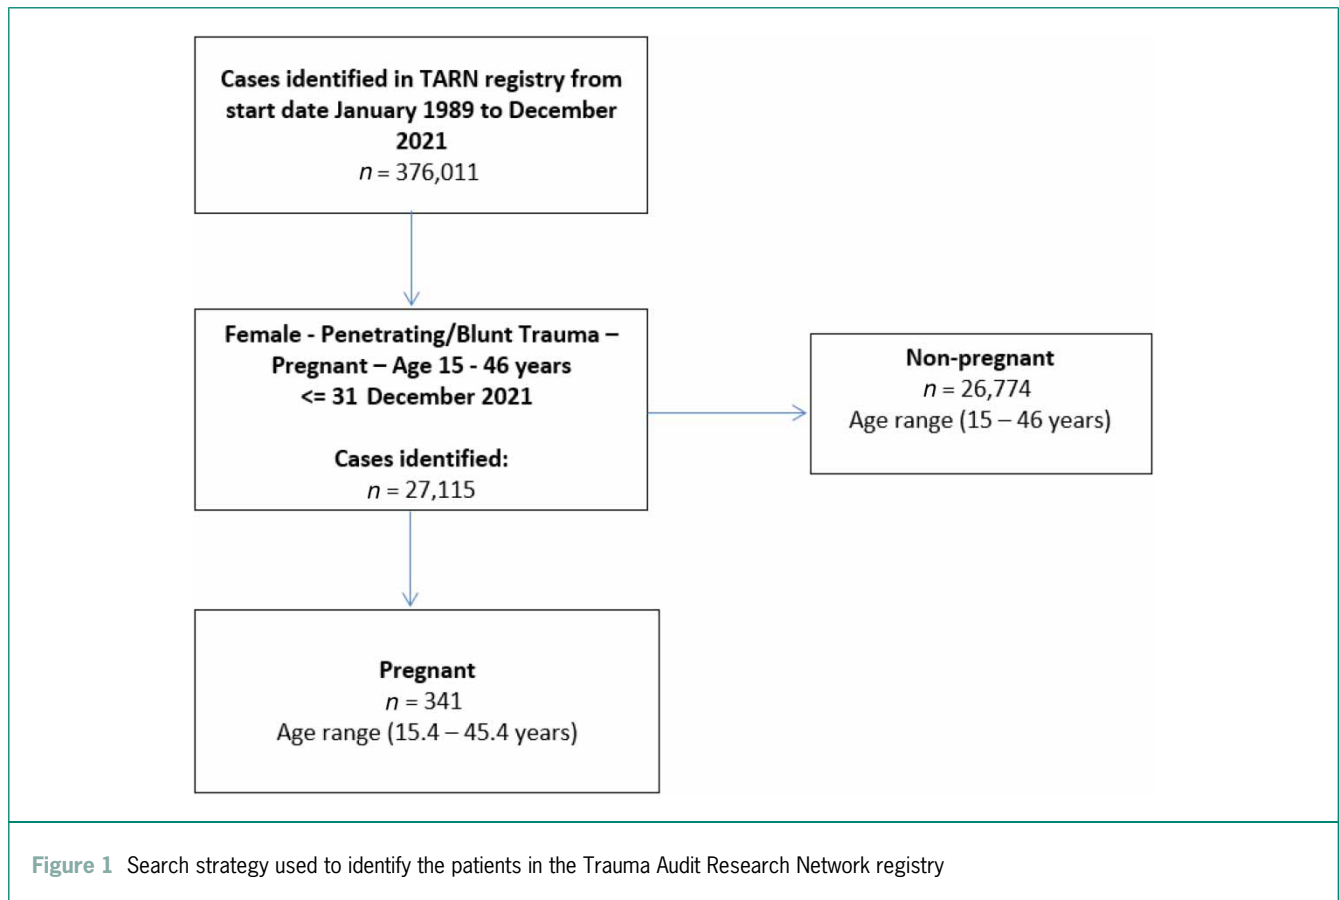 Cases identified in TARN registry from
start date January 1989 to December
2021
n = 376,011
Female - Penetrating/Blunt Trauma –
Pregnant – Age 15 - 46 years
<= 31 December 2021
Cases identified:
n = 27,115
Non-pregnant
n = 26,774
Age range (15 – 46 years)
Pregnant
n = 341
Age range (15.4 – 45.4 years)
Figure 1 Search strategy used to identify the patients in the Trauma Audit Research Network registry